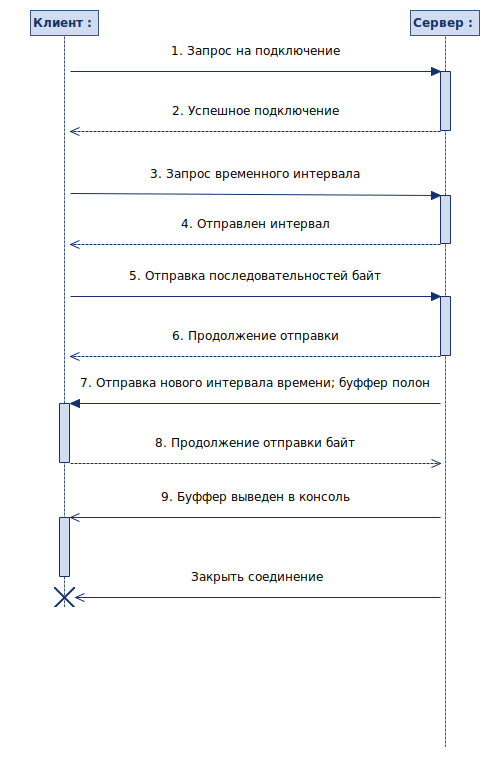 Клиент :
Сервер :
1. Запрос на подключение
2. Успешное подключение
3. Запрос временного интервала
4. Отправлен интервал
5. Отправка последовательностей байт
6. Продолжение отправки
7. Отправка нового интервала времени; буффер полон
8. Продолжение отправки байт
9. Буффер выведен в консоль
Закрыть соединение